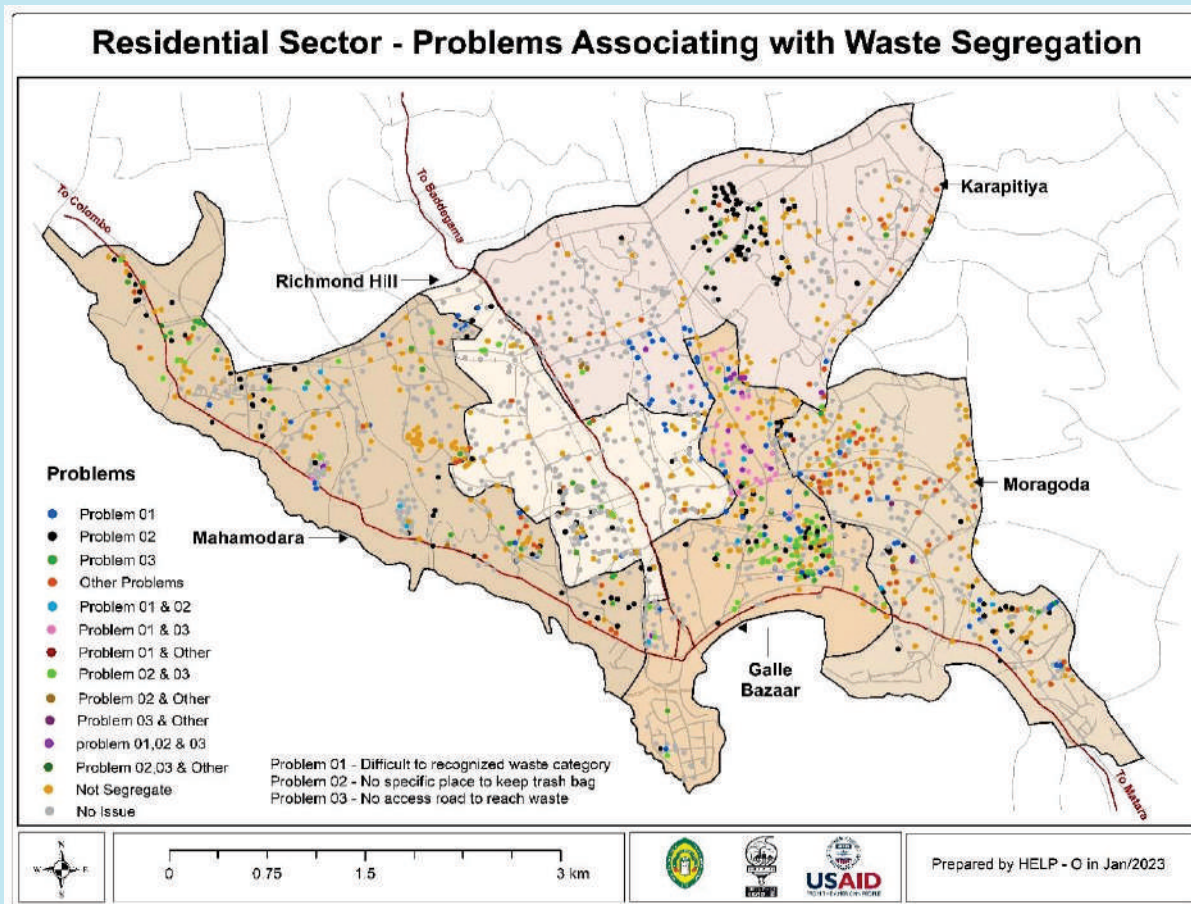 Residential Sector - Problems Associating with Waste Segregation
To Colombo
To Baddegama
Karapitiya
Richmond Hill
Moragoda
Mahamodara
Galle
Bazaar
To Matara
Problems
Problem 01
Problem 02
Problem 03
Other Problems
Problem 01 & 02
Problem 01 & 03
Problem 01 & Other
Problem 02 & 03
Problem 02 & Other
Problem 03 & Other
problem 01,02 & 03
Problem 02,03 & Other
Not Segregate
No Issue
Problem 01 - Difficult to recognized waste category
Problem 02 - No specific place to keep trash bag
Problem 03 - No access road to reach waste
N
W E
S
0 0.75 1.5 3 km
USAID
FROM THE AMERICAN PEOPLE
Prepared by HELP - O in Jan/2023